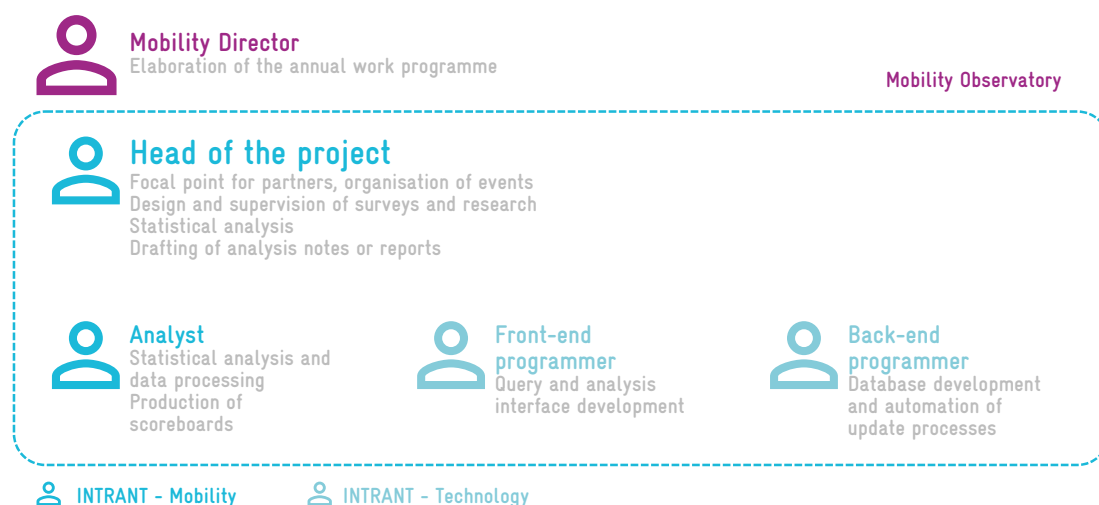 Mobility Director
Elaboration of the annual work programme
Mobility Observatory
Head of the project
Focal point for partners, organisation of events
Design and supervision of surveys and research
Statistical analysis
Drafting of analysis notes or reports
Analyst
Statistical analysis and
data processing
Production of
scoreboards
Front-end
programmer
Query and analysis
interface development
Back-end
programmer
Database development
and automation of
update processes
INTRANT - Mobility
INTRANT - Technology